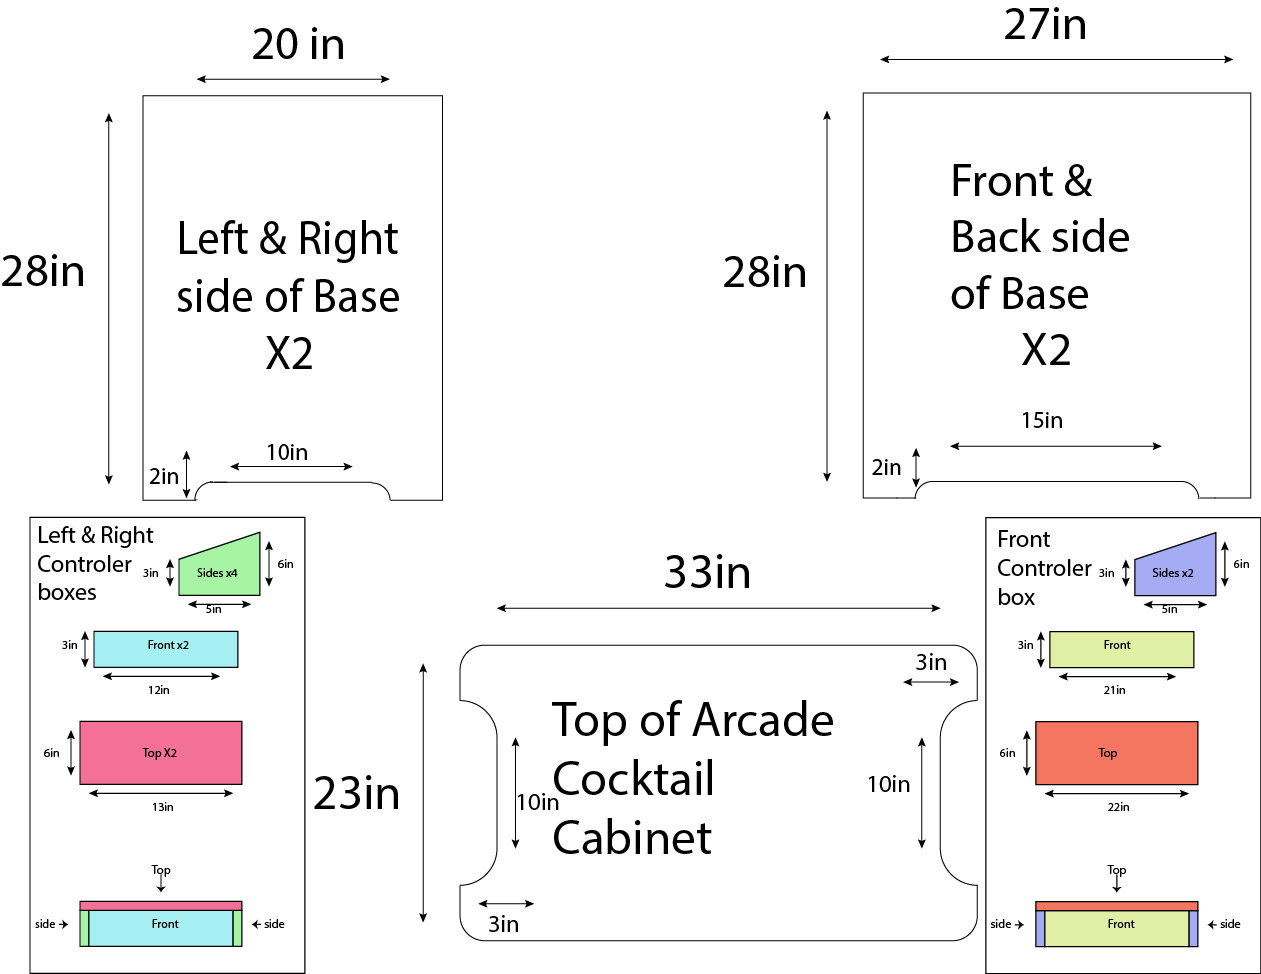 20 in
28in
Left & Right
side of Base
X2
2in
10in
27in
28in
Front &
Back side
of Base
X2
2in
15in
Left & Right
Controler
boxes
3in
Sides x4
6in
5in
3in
Front x2
12in
6in
Top X2
13in
Top
side
Front
side
33in
23in
3in
Top of Arcade
Cocktail
Cabinet
10in
10in
3in
Front
Controler
box
3in
Sides x2
6in
5in
3in
Front
21in
6in
Top
22in
Top
side
Front
side